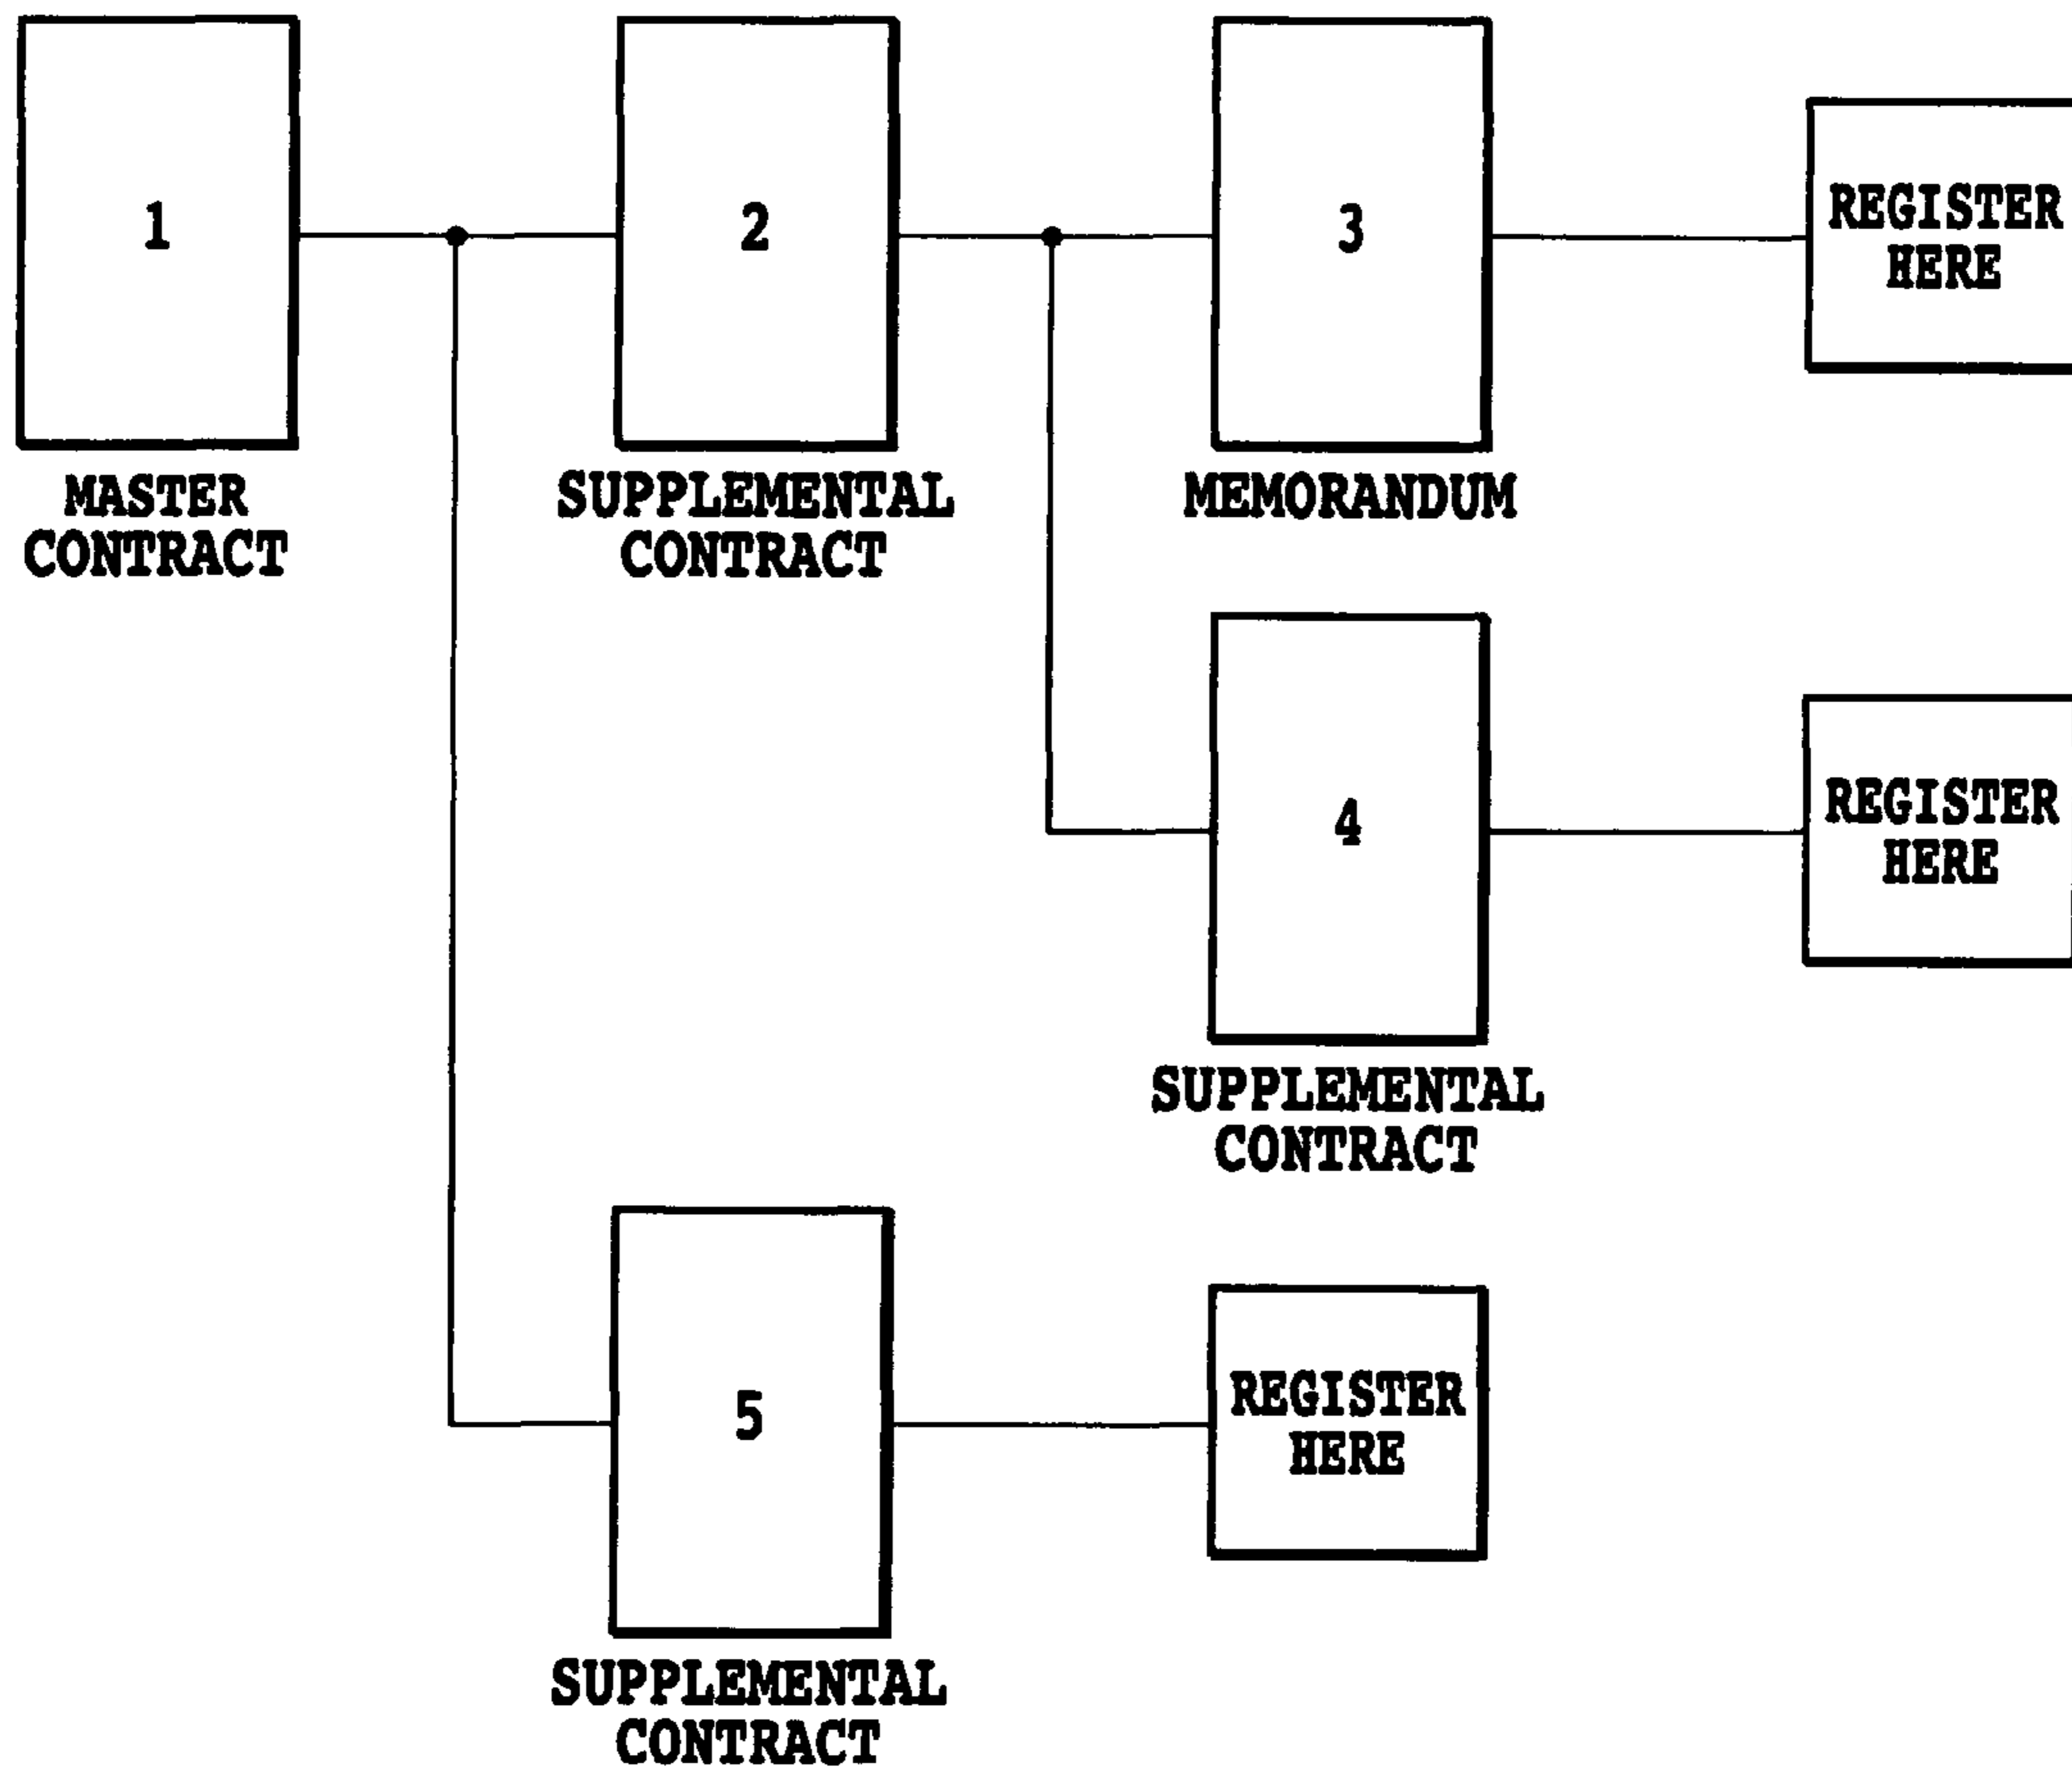 1
2
3
REGISTER
HERE
MASTER
CONTRACT
SUPPLEMENTAL
CONTRACT
MEMORANDUM
4
REGISTER
HERE
SUPPLEMENTAL
CONTRACT
5
REGISTER
HERE
SUPPLEMENTAL
CONTRACT